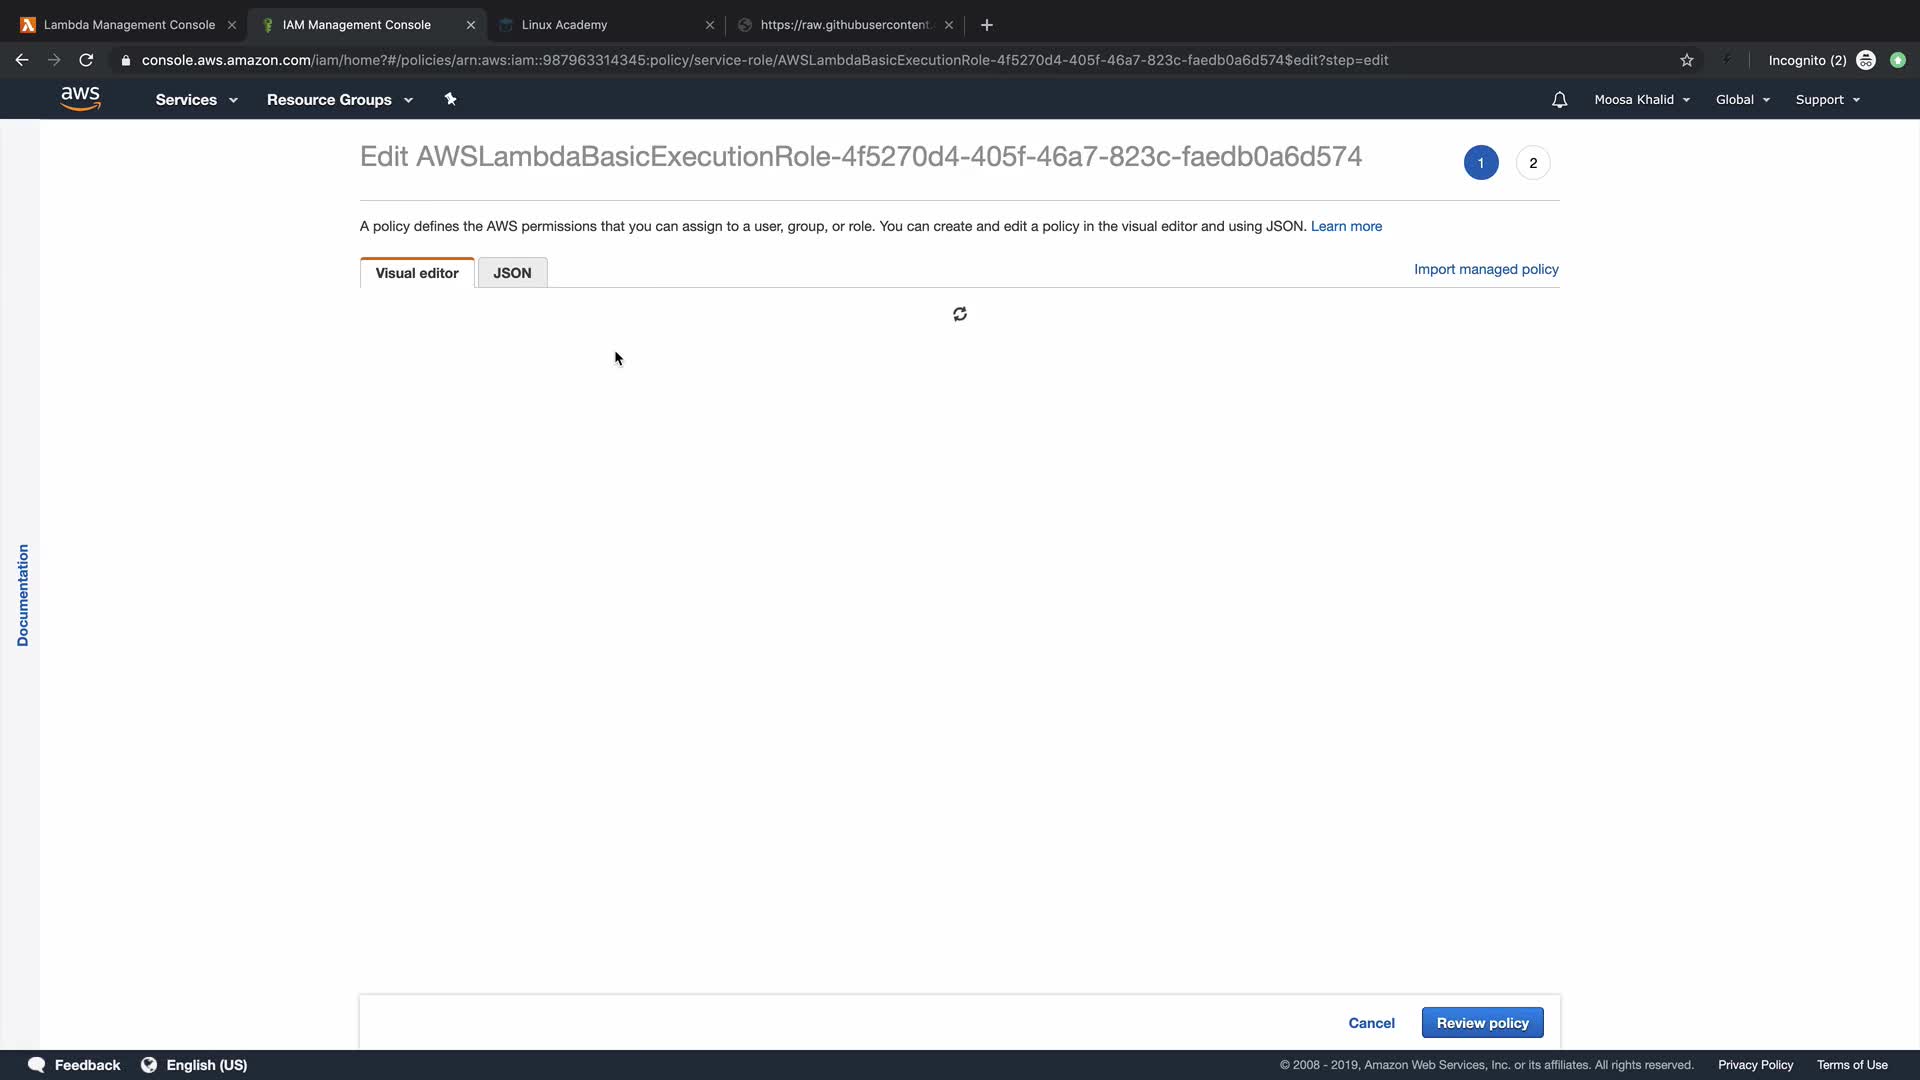 Lambda Management Console
IAM Management Console
Linux Academy
https://raw.githubusercontent.
console.aws.amazon.com/iam/home?#/policies/arn:aws:iam::987963314345:policy/service-role/AWSLambdaBasicExecutionRole-4f5270d4-405f-46a7-823c-faedb0a6d574$edit?step=edit
Incognito (2)
aws
Services
Resource Groups
Moosa Khalid
Global
Support
Edit AWSLambdaBasicExecutionRole-4f5270d4-405f-46a7-823c-faedb0a6d574
1
2
A policy defines the AWS permissions that you can assign to a user, group, or role. You can create and edit a policy in the visual editor and using JSON. Learn more
Visual editor
JSON
Import managed policy
Documentation
Cancel
Review policy
Feedback
English (US)
© 2008 - 2019, Amazon Web Services, Inc. or its affiliates. All rights reserved.
Privacy Policy
Terms of Use